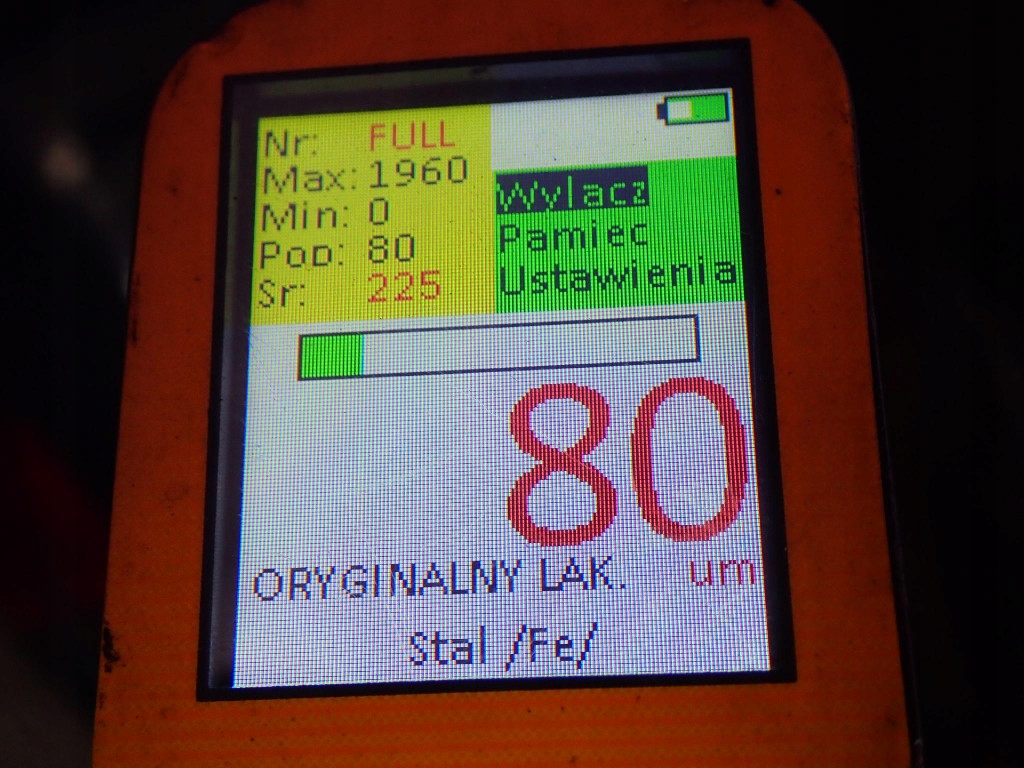 Nr: FULL
Max: 1960
Min: 0
Pop: 80
Sr: 225
Wylacz
Pamiec
Ustawienia
80
um
ORYGINALNY LAK.
Stal /Fe/